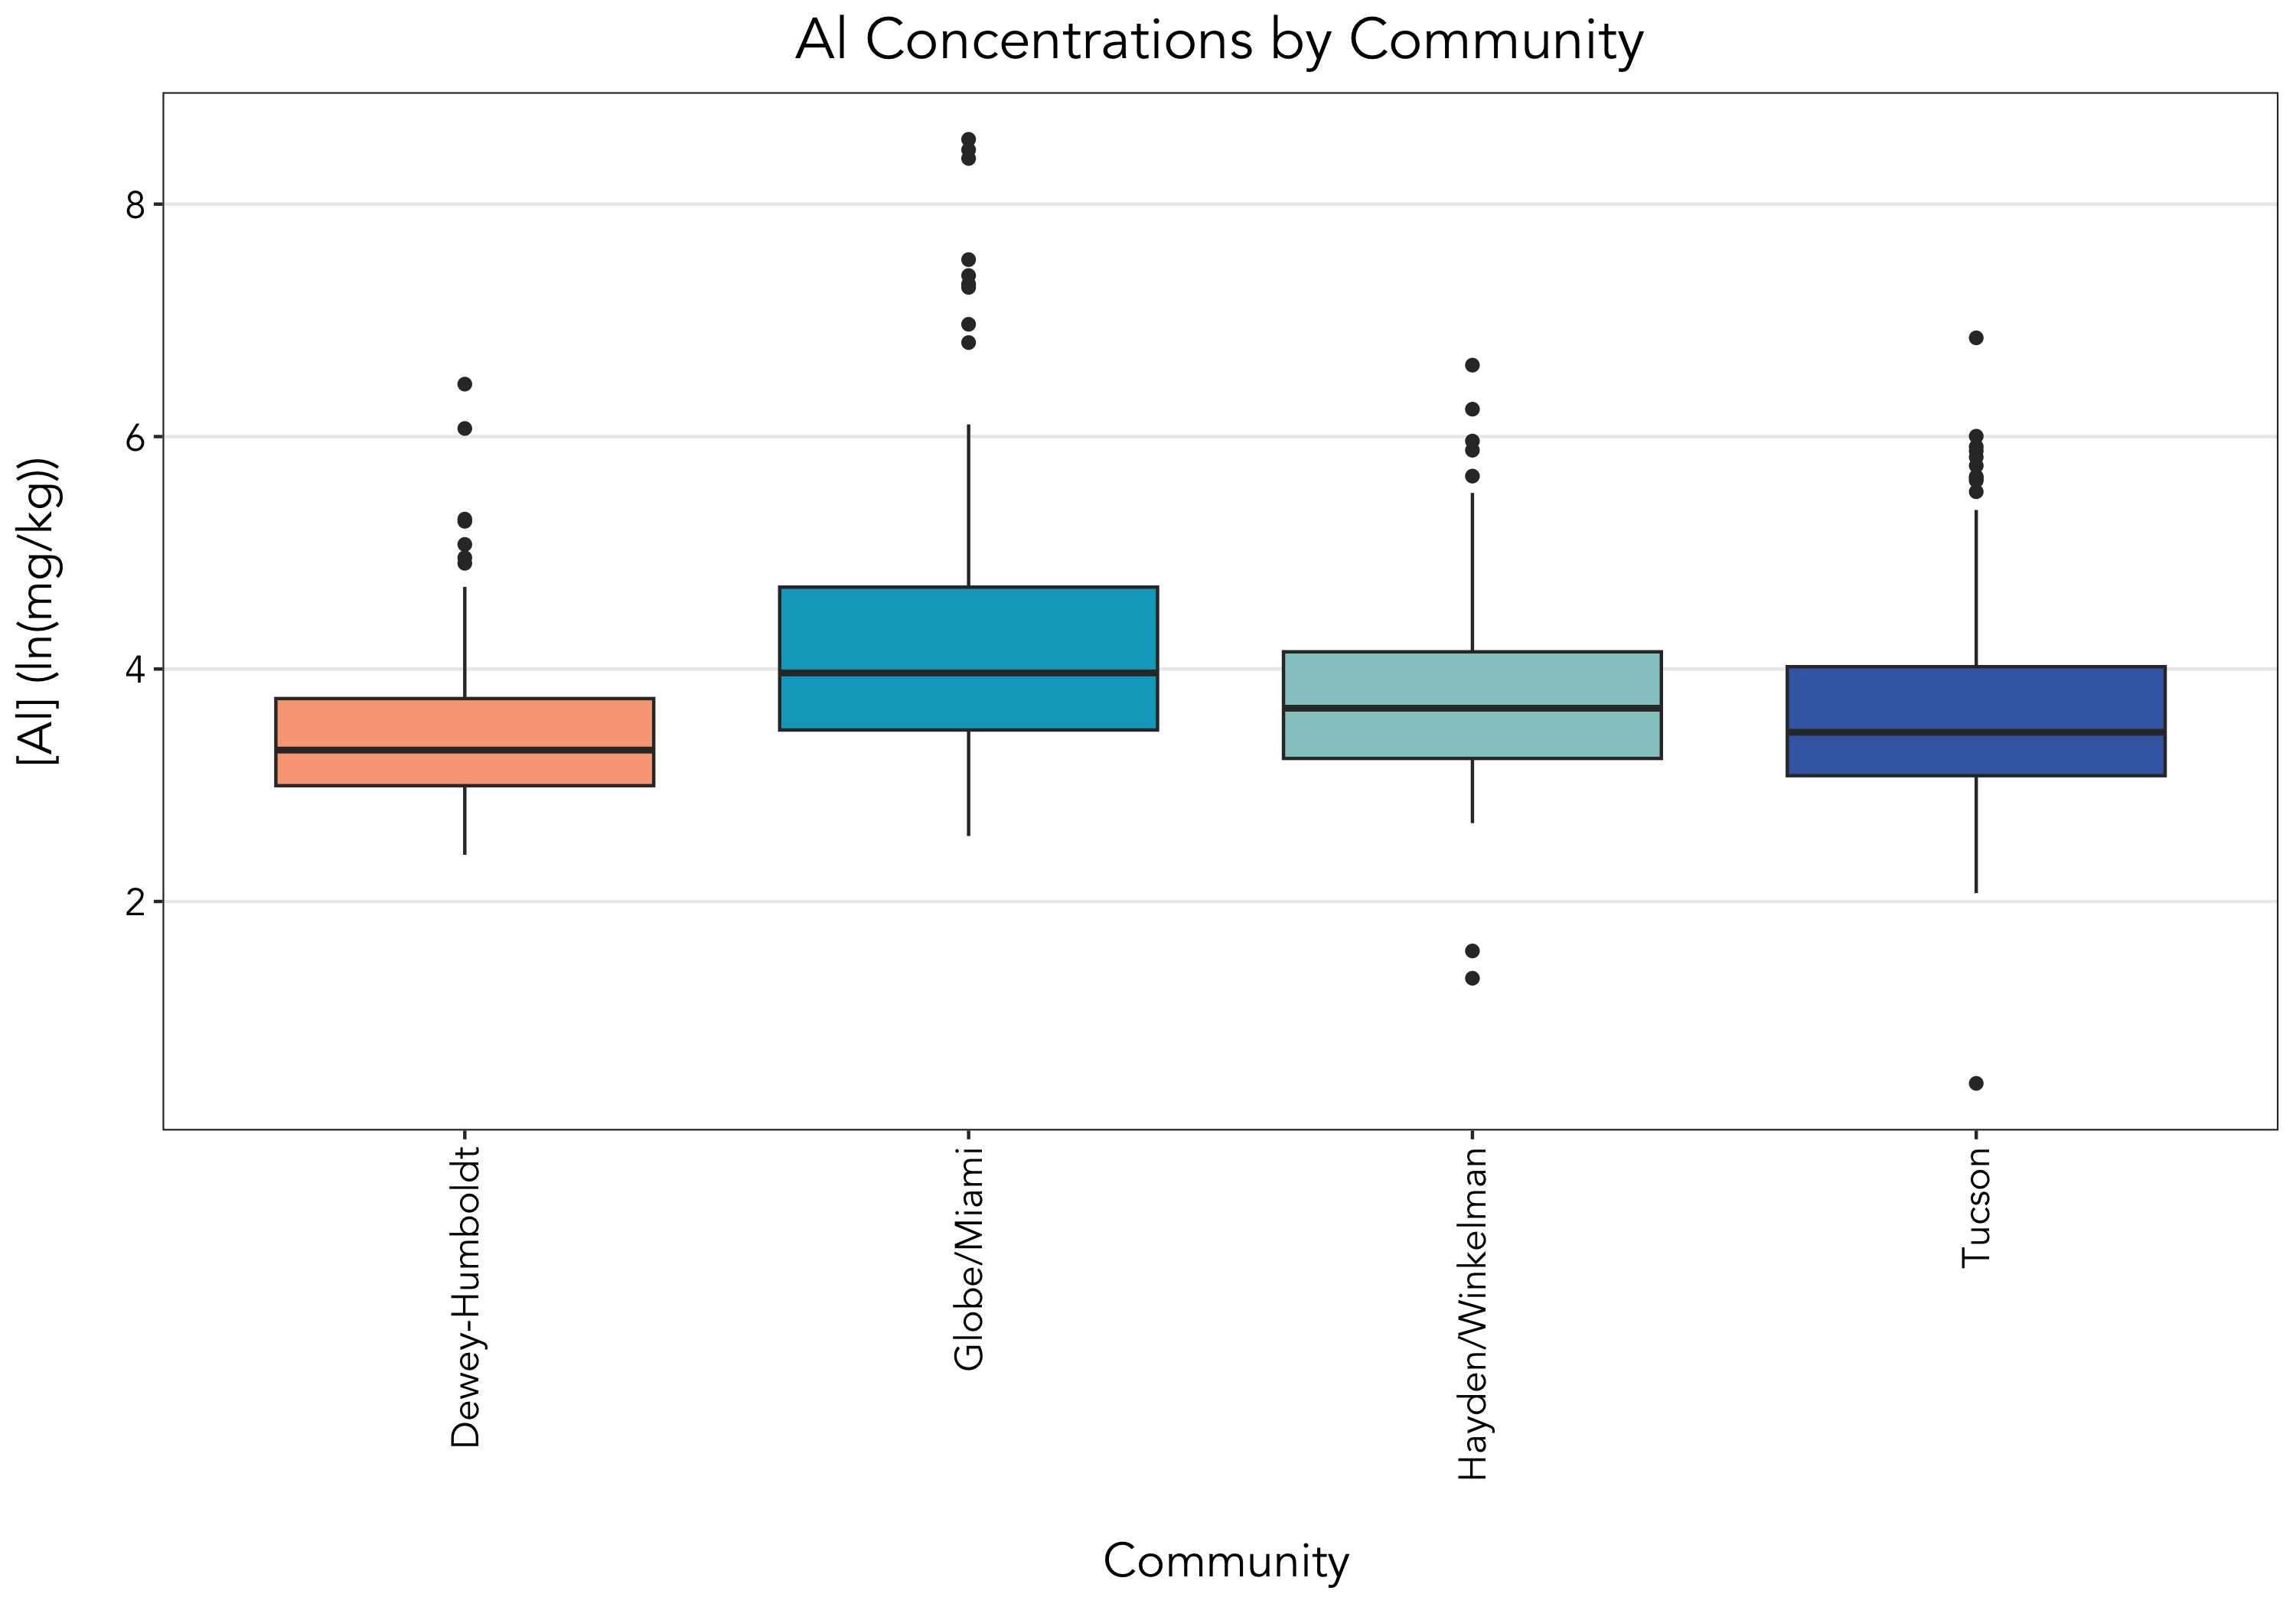 Al Concentrations by Community
[Al] (ln(mg/kg))
8
6
4
2
Dewey-Humboldt
Globe/Miami
Hayden/Winkelman
Tucson
Community